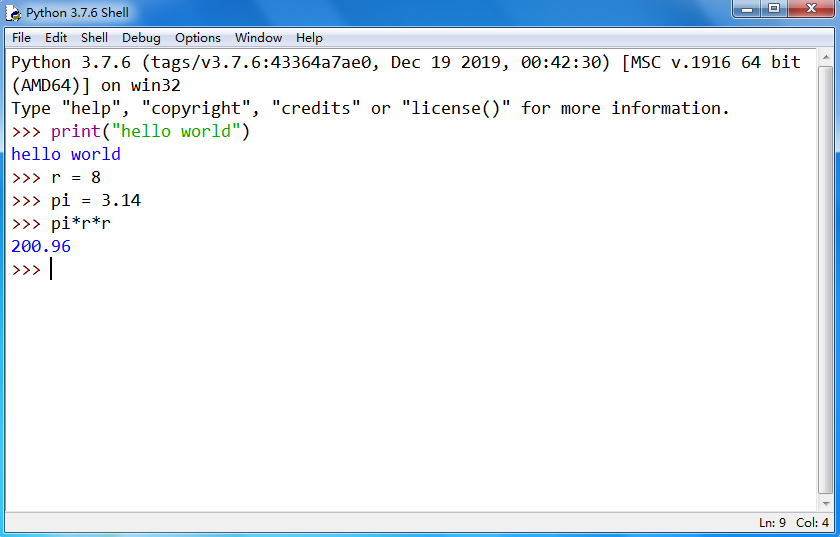 Python 3.7.6 Shell
File Edit Shell Debug Options Window Help
Python 3.7.6 (tags/v3.7.6:43364a7ae0, Dec 19 2019, 00:42:30) [MSC v.1916 64 bit
(AMD64)] on win32
Type "help", "copyright", "credits" or "license()" for more information.
>>> print("hello world")
hello world
>>> r = 8
>>> pi = 3.14
>>> pi*r*r
200.96
>>>
Ln: 9 Col: 4